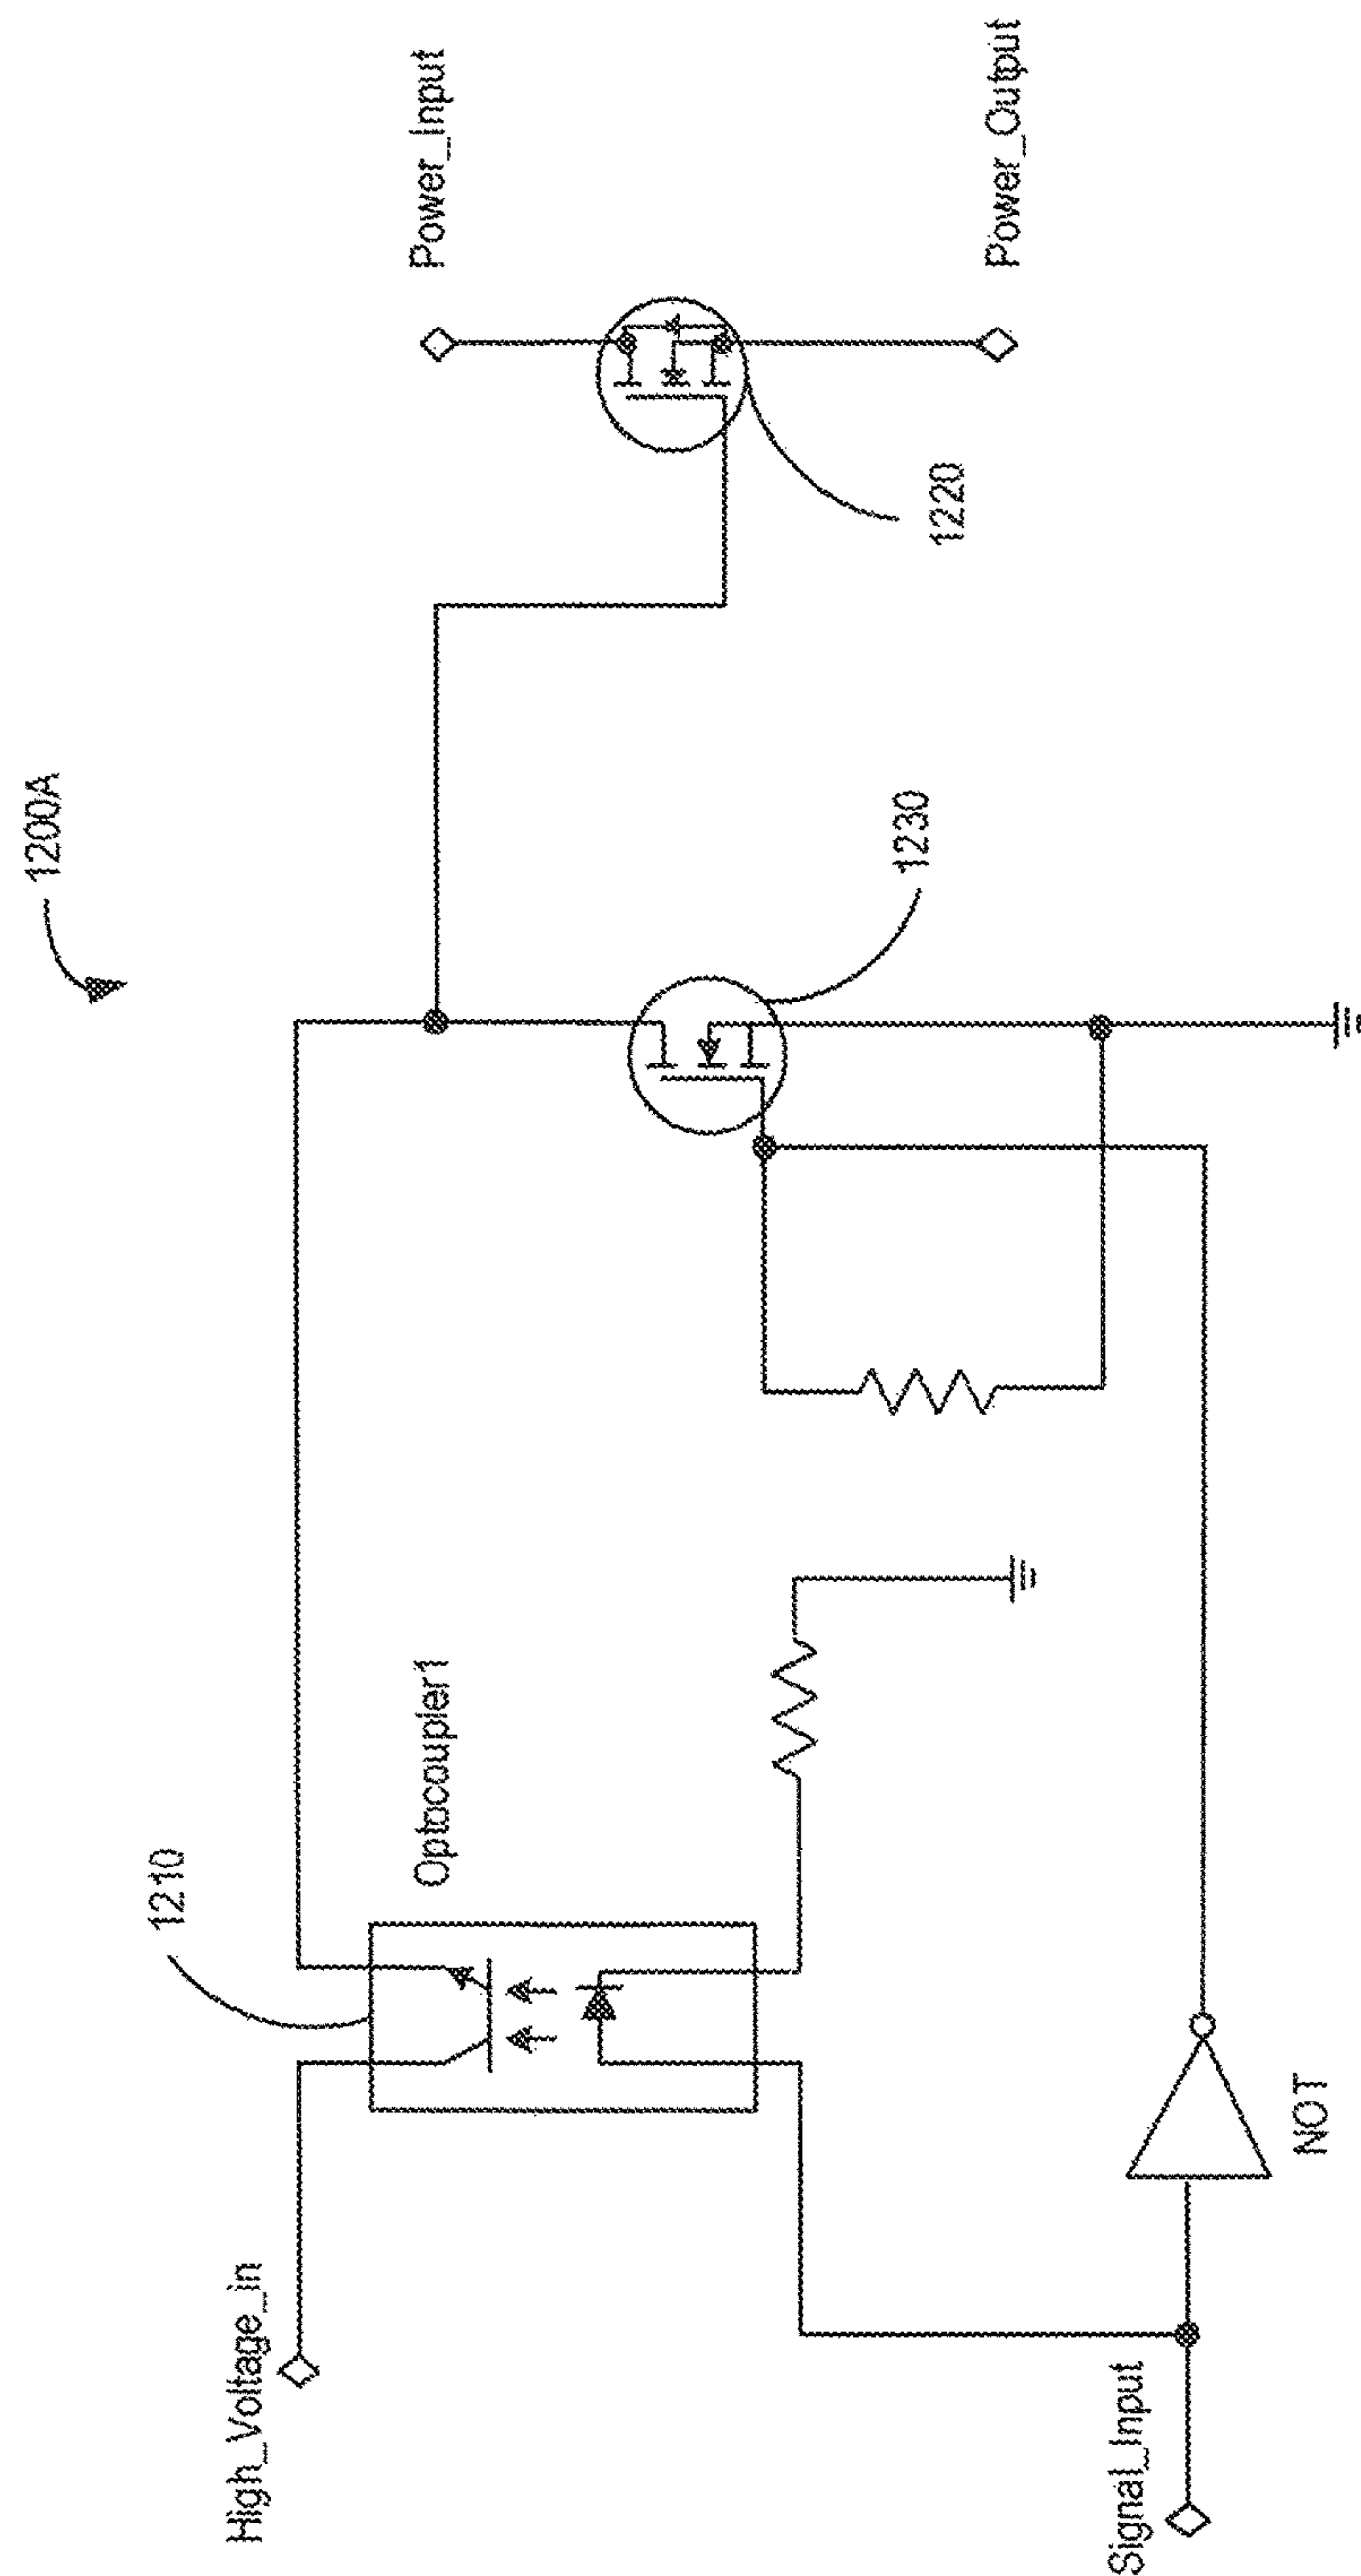 1200A
High_Voltage_in
1210
Optocoupler1
Power_Input
1220
1230
Power_Output
Signal_Input
NOT